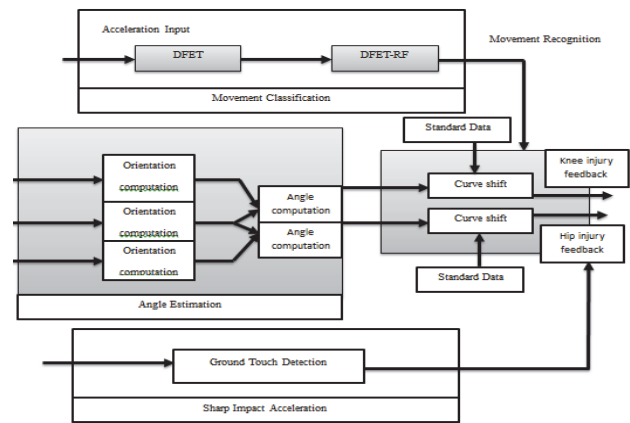 Acceleration Input
DFET
DFET-RF
Movement Recognition
Movement Classification
Standard Data
Orientation
computation
Orientation
computation
Orientation
computation
Angle
computation
Angle
computation
Curve shift
Curve shift
Knee injury
feedback
Hip injury
feedback
Standard Data
Angle Estimation
Ground Touch Detection
Sharp Impact Acceleration